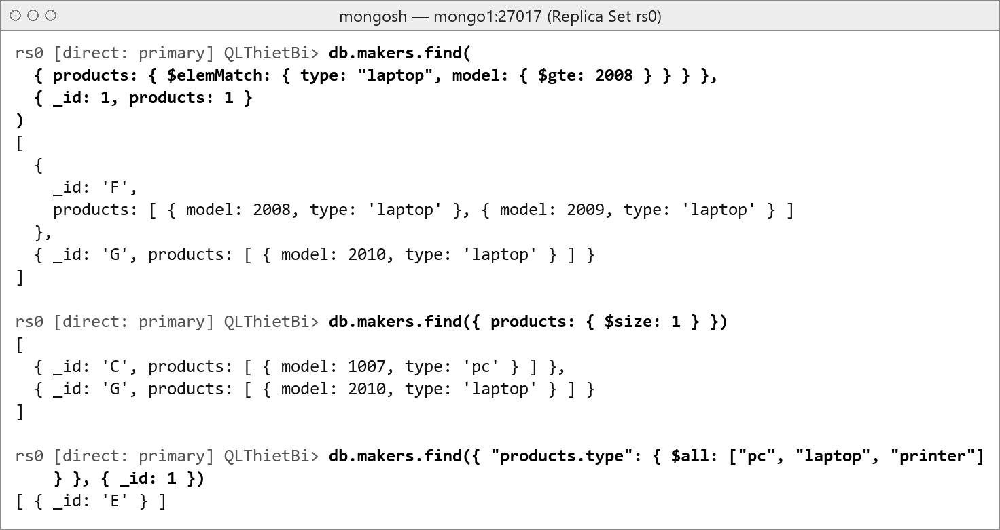 mongosh — mongo1:27017 (Replica Set rs0)
rs0 [direct: primary] QLThietBi> db.makers.find(
  { products: { $elemMatch: { type: "laptop", model: { $gte: 2008 } } } },
  { _id: 1, products: 1 }
)
[
  {
    _id: 'F',
    products: [ { model: 2008, type: 'laptop' }, { model: 2009, type: 'laptop' } ]
  },
  { _id: 'G', products: [ { model: 2010, type: 'laptop' } ] }
]
rs0 [direct: primary] QLThietBi> db.makers.find({ products: { $size: 1 } })
[
  { _id: 'C', products: [ { model: 1007, type: 'pc' } ] },
  { _id: 'G', products: [ { model: 2010, type: 'laptop' } ] }
]
rs0 [direct: primary] QLThietBi> db.makers.find({ "products.type": { $all: ["pc", "laptop", "printer"]
    } }, { _id: 1 })
[ { _id: 'E' } ]